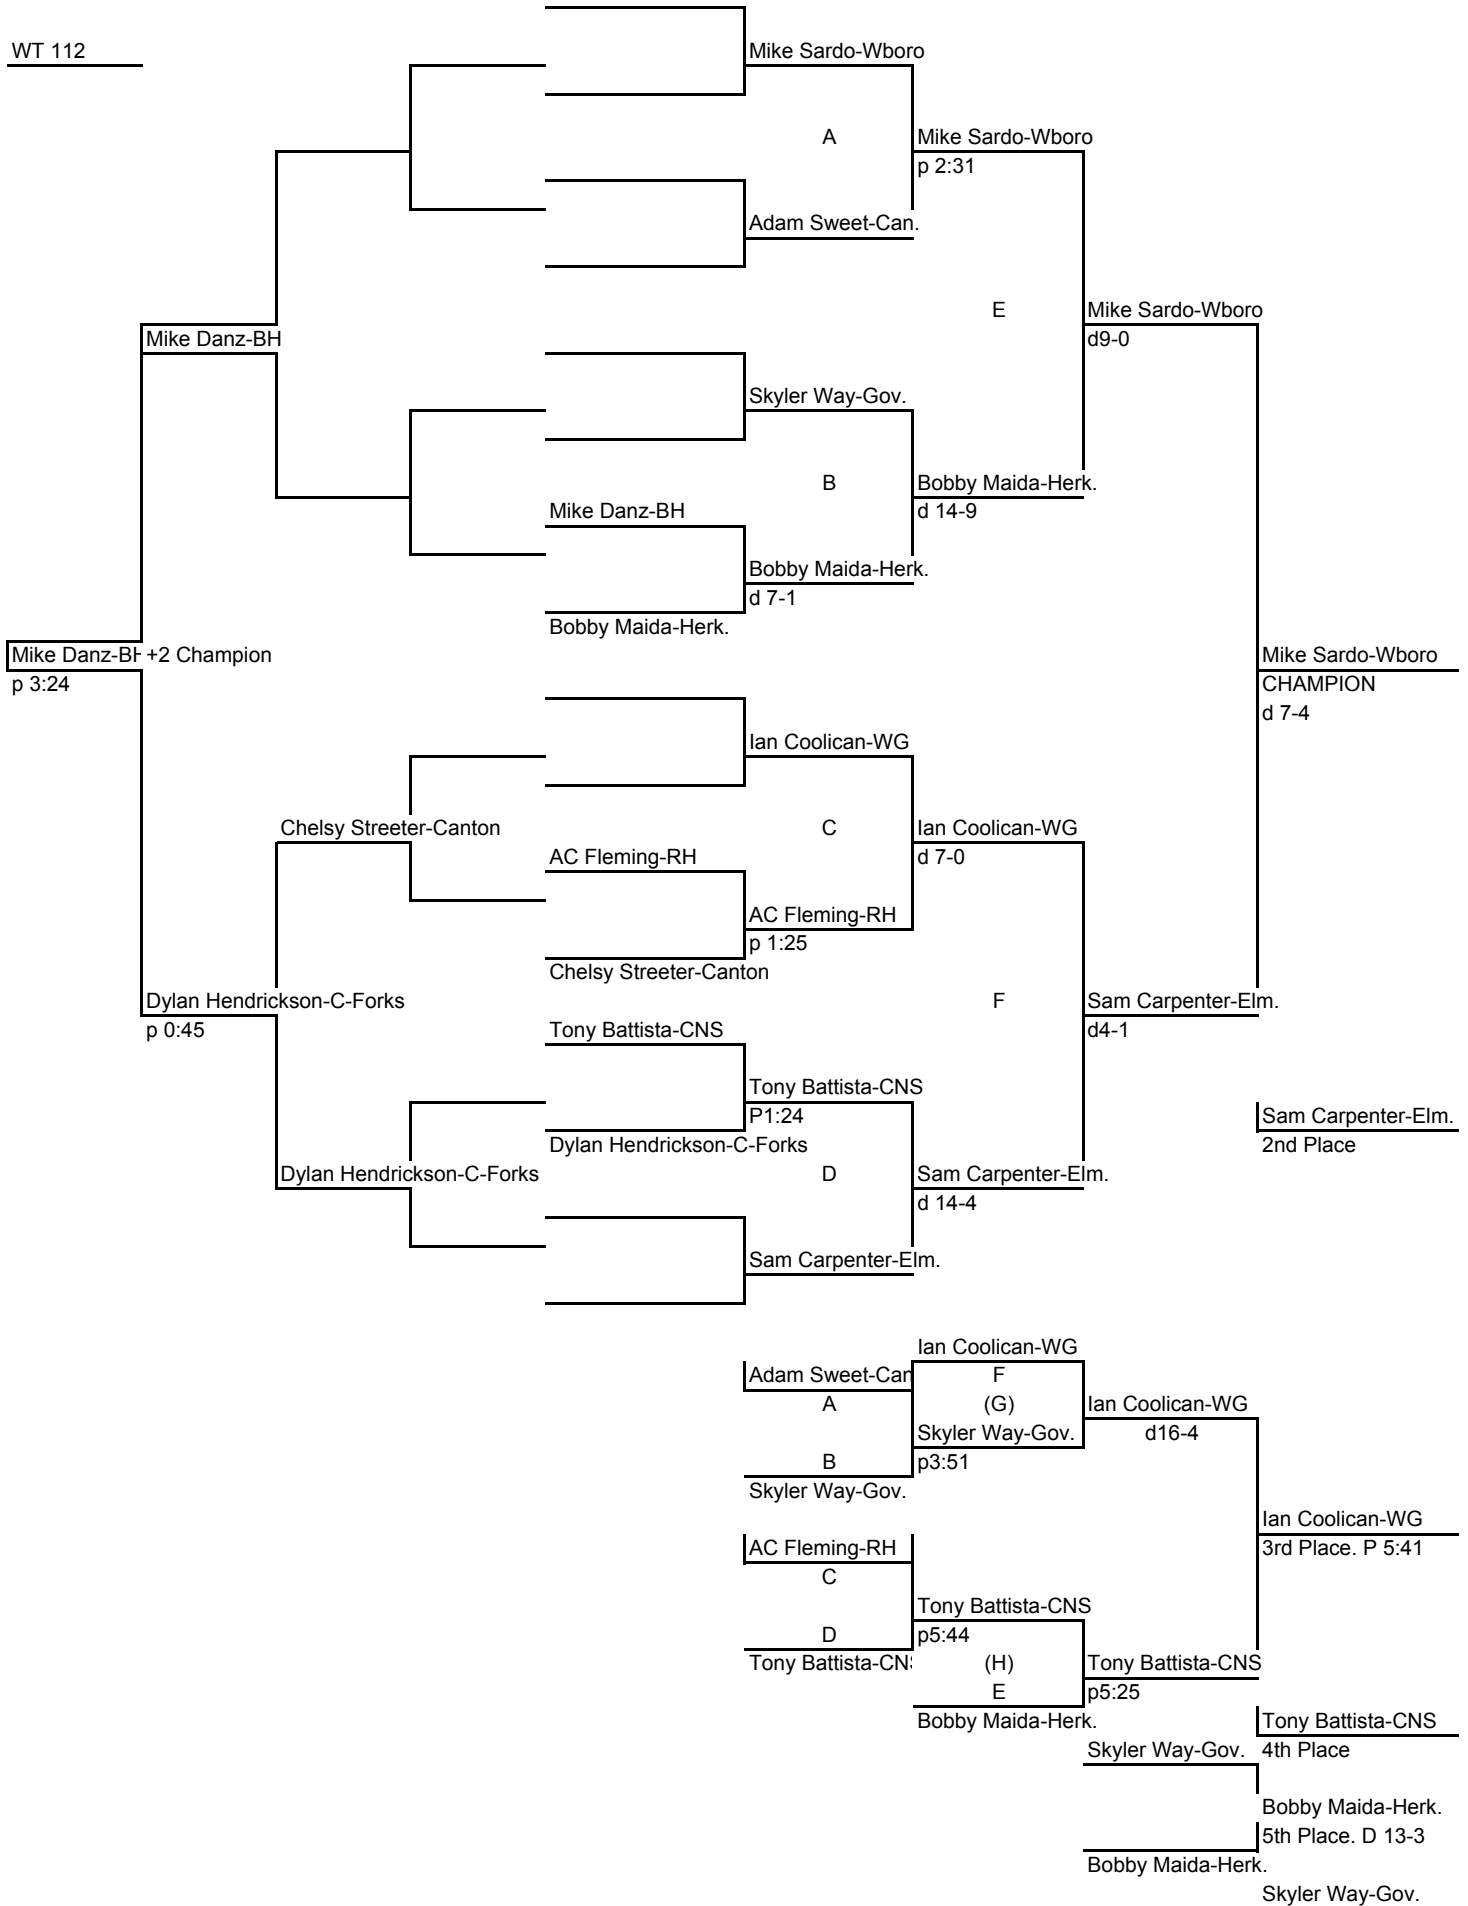 WT 112
Mike Sardo-Wboro
A
Mike Sardo-Wboro
p 2:31
Adam Sweet-Can.
E
Mike Sardo-Wboro
Mike Danz-BH
d9-0
Skyler Way-Gov.
B
Bobby Maida-Herk.
Mike Danz-BH
d 14-9
Bobby Maida-Herk.
d 7-1
Bobby Maida-Herk.
Mike Danz-BH +2 Champion
Mike Sardo-Wboro
p 3:24
CHAMPION
d 7-4
Ian Coolican-WG
Chelsy Streeter-Canton
C
Ian Coolican-WG
AC Fleming-RH
d 7-0
AC Fleming-RH
p 1:25
Chelsy Streeter-Canton
Dylan Hendrickson-C-Forks
F
Sam Carpenter-Elm.
p 0:45
Tony Battista-CNS
d4-1
Tony Battista-CNS
P1:24
Sam Carpenter-Elm.
Dylan Hendrickson-C-Forks
2nd Place
Dylan Hendrickson-C-Forks
D
Sam Carpenter-Elm.
d 14-4
Sam Carpenter-Elm.
Ian Coolican-WG
Adam Sweet-Can
F
A
(G)
Ian Coolican-WG
Skyler Way-Gov.
d16-4
B
p3:51
Skyler Way-Gov.
Ian Coolican-WG
AC Fleming-RH
3rd Place. P 5:41
C
Tony Battista-CNS
D
p5:44
Tony Battista-CNS
(H)
Tony Battista-CNS
E
p5:25
Bobby Maida-Herk.
Tony Battista-CNS
Skyler Way-Gov.
4th Place
Bobby Maida-Herk.
5th Place. D 13-3
Bobby Maida-Herk.
Skyler Way-Gov.